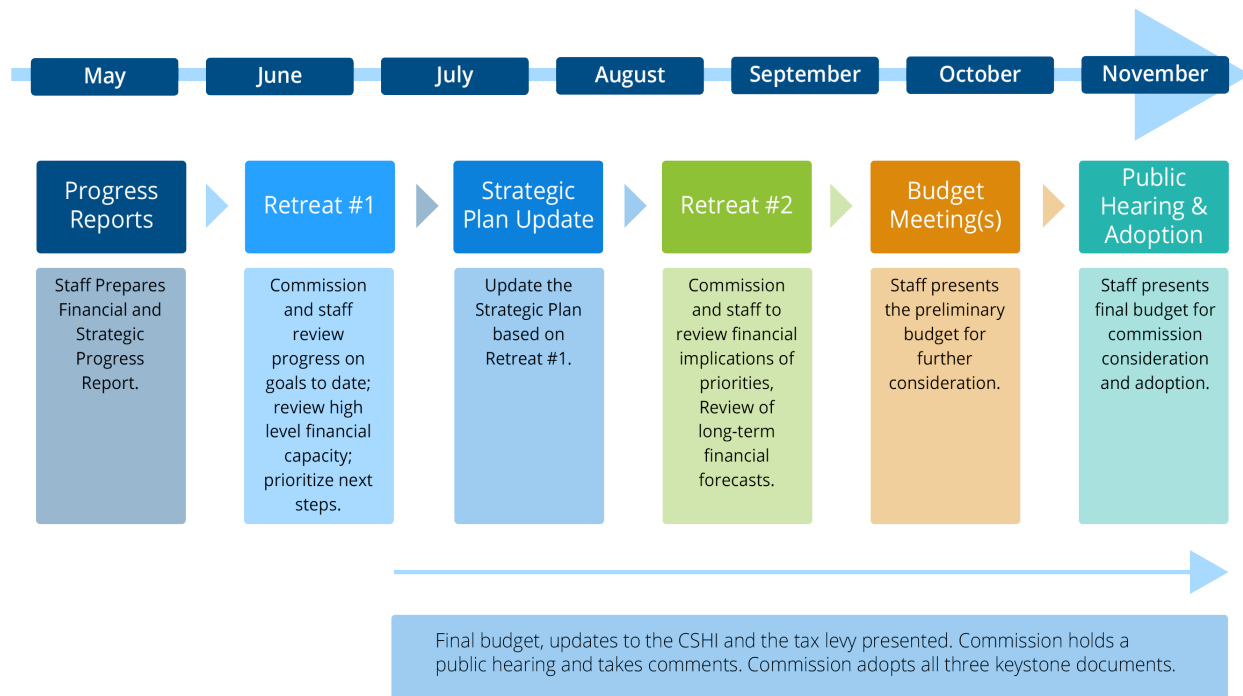 May
June
July
August
September
October
November
Progress
Reports
Retreat #1
Strategic
Plan Update
Retreat #2
Budget
Meeting(s)
Public
Hearing &
Adoption
Staff Prepares
Financial and
Strategic
Progress
Report.
Commission
and staff
review
progress on
goals to date;
review high
level financial
capacity;
prioritize next
steps.
Update the
Strategic Plan
based on
Retreat #1.
Commission
and staff to
review financial
implications of
priorities,
Review of
long-term
financial
forecasts.
Staff presents
the preliminary
budget for
further
consideration.
Staff presents
final budget for
commission
consideration
and adoption.
Final budget, updates to the CSHI and the tax levy presented. Commission holds a
public hearing and takes comments. Commission adopts all three keystone documents.